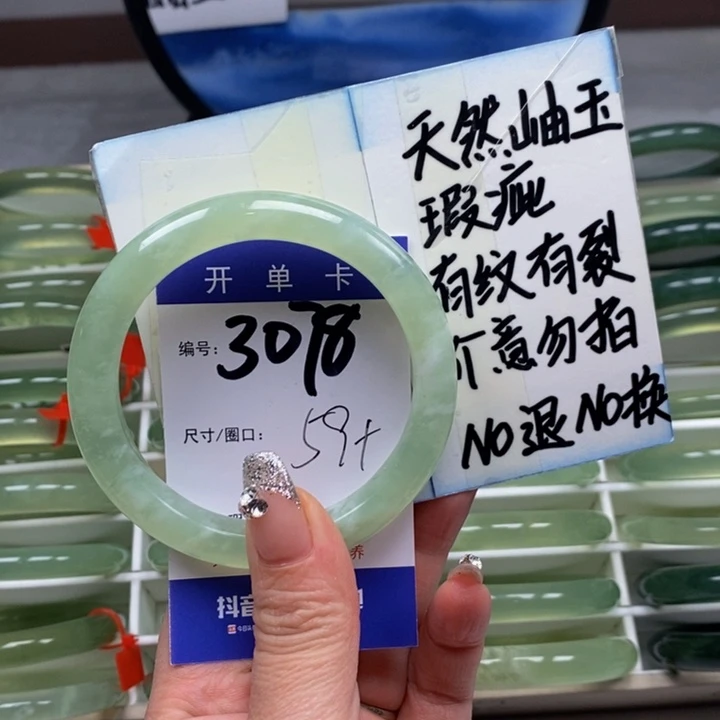 开单卡
编号：3078
尺寸/圈口：59+
养
抖音
天然岫玉
瑕疵
有纹有裂
介意勿拍
NO退NO换